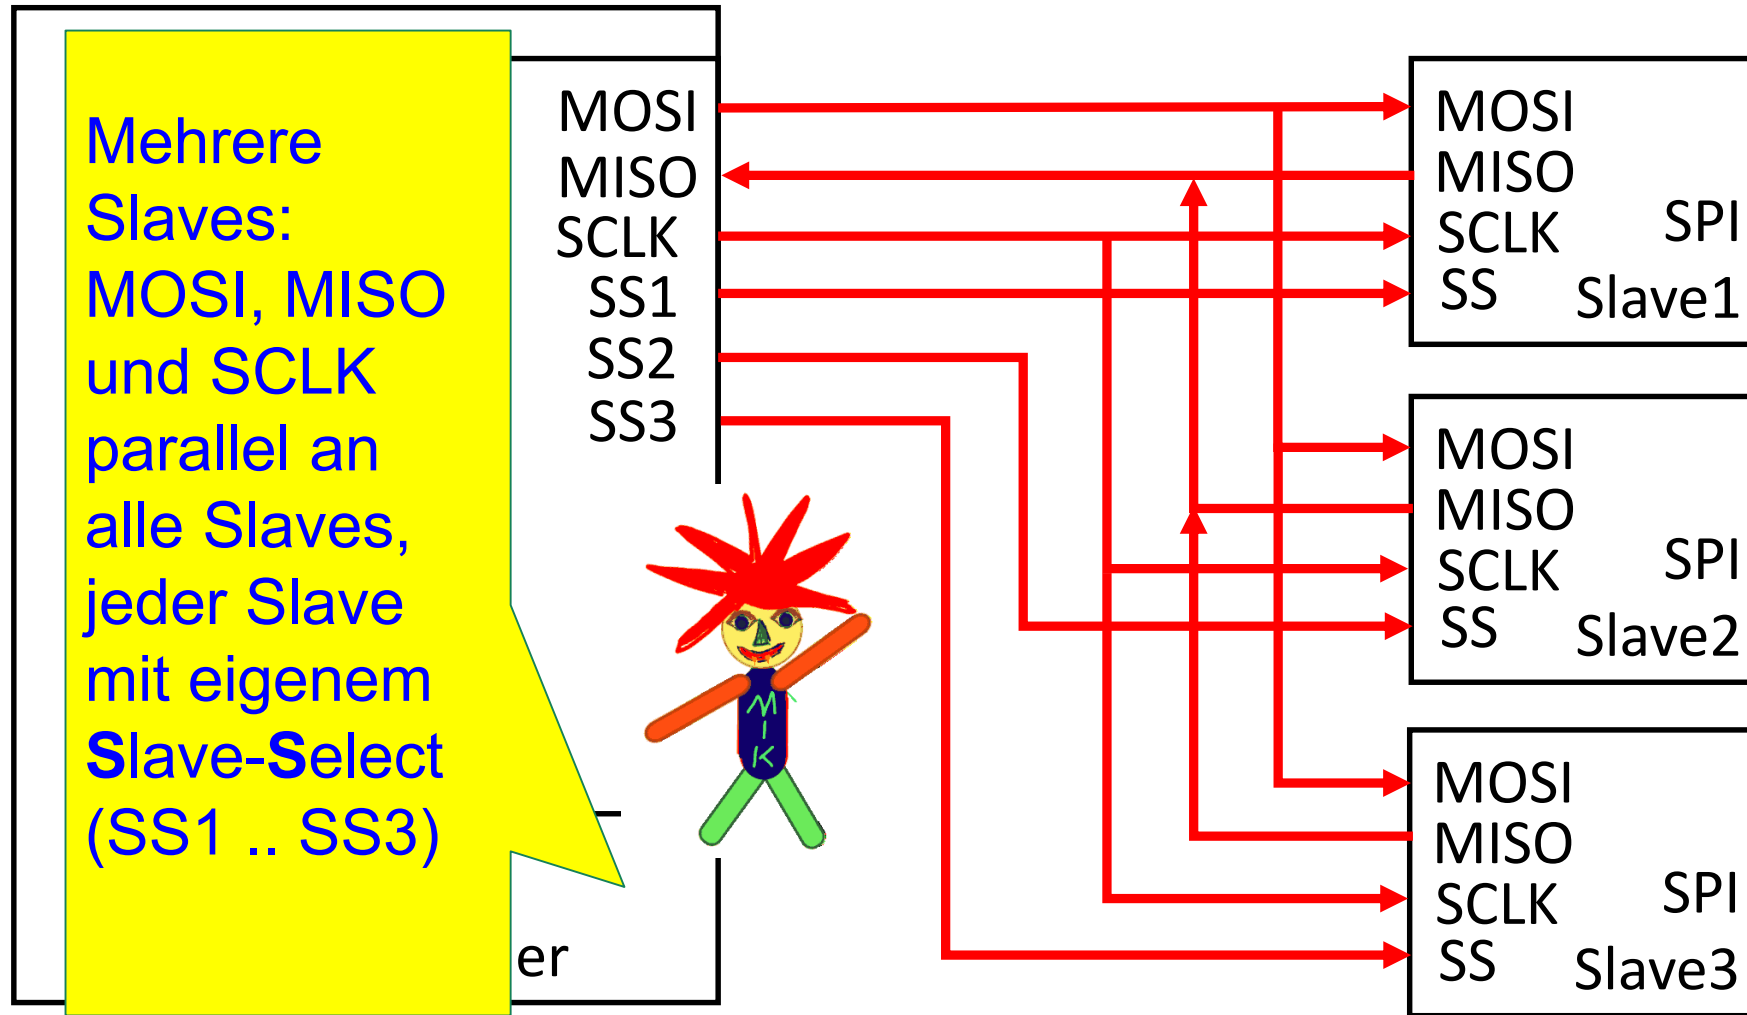 Mehrere
Slaves:
MOSI, MISO
und SCLK
parallel an
alle Slaves,
jeder Slave
mit eigenem
Slave-Select
(SS1 .. SS3)
er
MOSI
MISO
SCLK
SS1
SS2
SS3
MIK
MOSI
MISO
SCLK SPI
SS Slave1
MOSI
MISO
SCLK SPI
SS Slave2
MOSI
MISO
SCLK SPI
SS Slave3